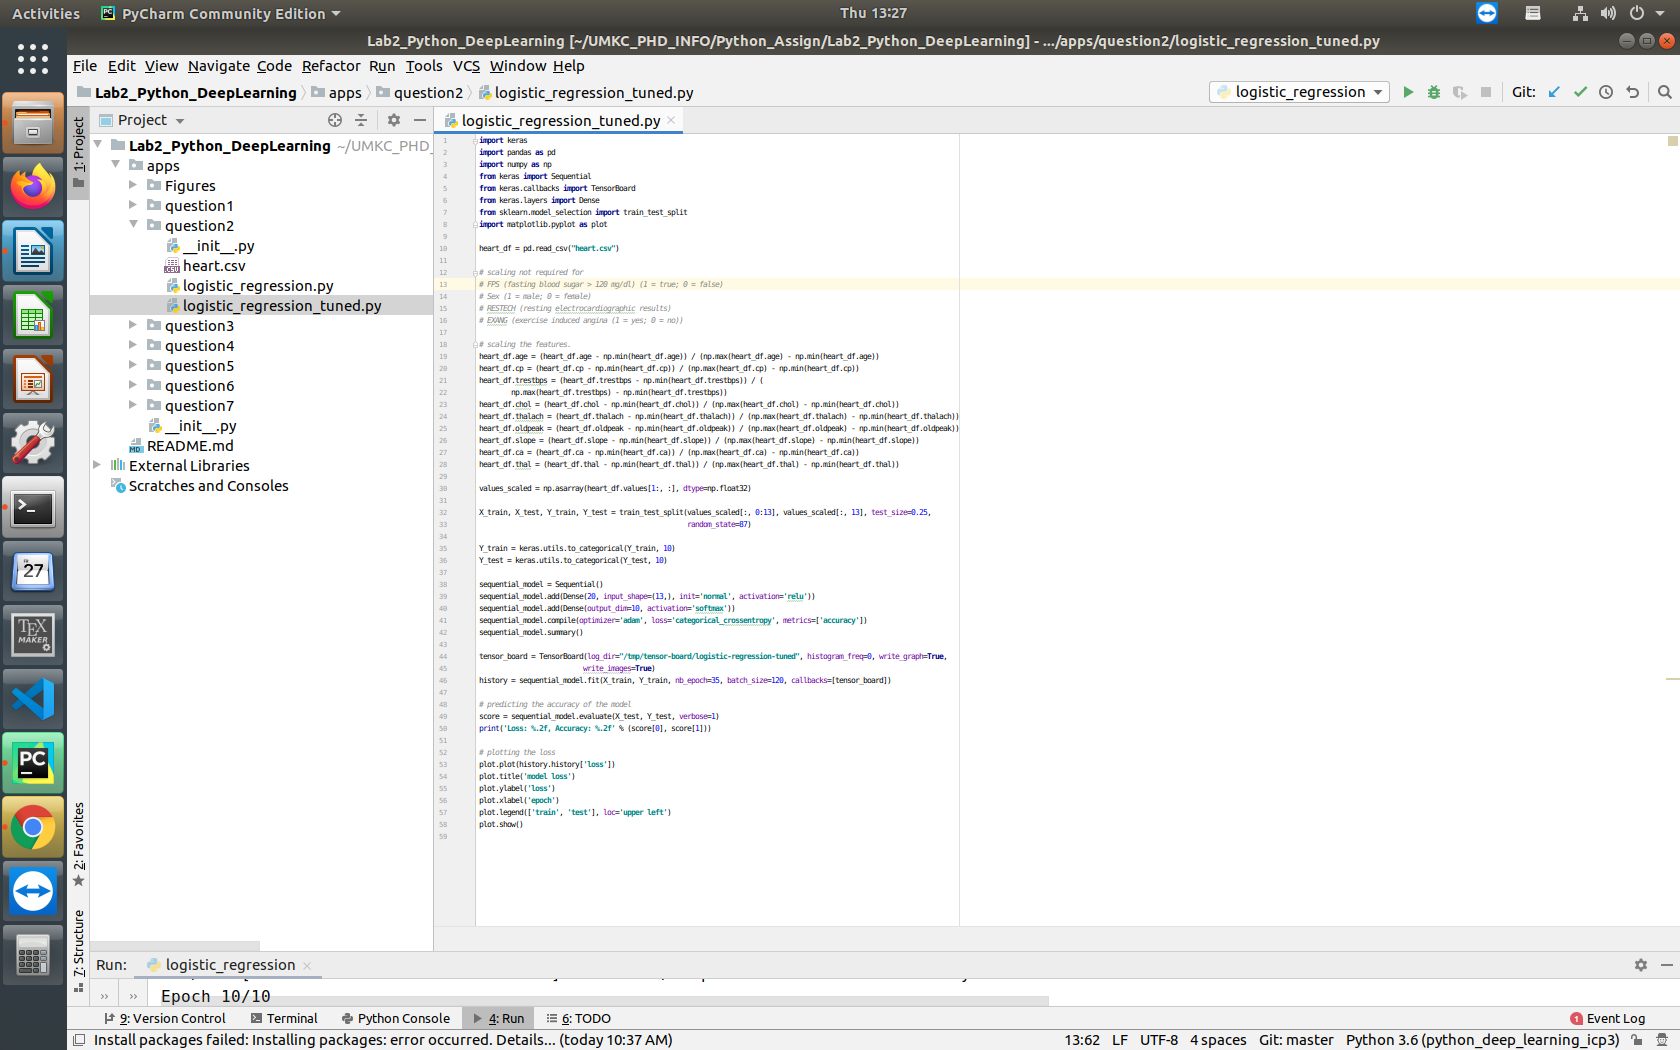 Activities
PyCharm Community Edition
Thu 13:27
Lab2_Python_DeepLearning [~/UMKC_PHD_INFO/Python_Assign/Lab2_Python_DeepLearning] - .../apps/question2/logistic_regression_tuned.py
File Edit View Navigate Code Refactor Run Tools VCS Window Help
Lab2_Python_DeepLearning apps question2 logistic_regression_tuned.py
logistic_regression
Git:
1: Project
Project
logistic_regression_tuned.py
Lab2_Python_DeepLearning ~/UMKC_PHD_
apps
Figures
question1
question2
__init__.py
heart.csv
logistic_regression.py
logistic_regression_tuned.py
question3
question4
question5
question6
question7
__init__.py
README.md
External Libraries
Scratches and Consoles
1 import keras
2 import pandas as pd
3 import numpy as np
4 from keras import Sequential
5 from keras.callbacks import TensorBoard
6 from keras.layers import Dense
7 from sklearn.model_selection import train_test_split
8 import matplotlib.pyplot as plot
9
10 heart_df = pd.read_csv("heart.csv")
11
12 # scaling not required for
13 # FPS (fasting blood sugar > 120 mg/dl) (1 = true; 0 = false)
14 # Sex (1 = male; 0 = female)
15 # RESTECH (resting electrocardiographic results)
16 # EXANG (exercise induced angina (1 = yes; 0 = no))
17
18 # scaling the features.
19 heart_df.age = (heart_df.age - np.min(heart_df.age)) / (np.max(heart_df.age) - np.min(heart_df.age))
20 heart_df.cp = (heart_df.cp - np.min(heart_df.cp)) / (np.max(heart_df.cp) - np.min(heart_df.cp))
21 heart_df.trestbps = (heart_df.trestbps - np.min(heart_df.trestbps)) / (
22 np.max(heart_df.trestbps) - np.min(heart_df.trestbps))
23 heart_df.chol = (heart_df.chol - np.min(heart_df.chol)) / (np.max(heart_df.chol) - np.min(heart_df.chol))
24 heart_df.thalach = (heart_df.thalach - np.min(heart_df.thalach)) / (np.max(heart_df.thalach) - np.min(heart_df.thalach))
25 heart_df.oldpeak = (heart_df.oldpeak - np.min(heart_df.oldpeak)) / (np.max(heart_df.oldpeak) - np.min(heart_df.oldpeak))
26 heart_df.slope = (heart_df.slope - np.min(heart_df.slope)) / (np.max(heart_df.slope) - np.min(heart_df.slope))
27 heart_df.ca = (heart_df.ca - np.min(heart_df.ca)) / (np.max(heart_df.ca) - np.min(heart_df.ca))
28 heart_df.thal = (heart_df.thal - np.min(heart_df.thal)) / (np.max(heart_df.thal) - np.min(heart_df.thal))
29
30 values_scaled = np.asarray(heart_df.values[1:, :], dtype=np.float32)
31
32 X_train, X_test, Y_train, Y_test = train_test_split(values_scaled[:, 0:13], values_scaled[:, 13], test_size=0.25,
33 random_state=87)
34
35 Y_train = keras.utils.to_categorical(Y_train, 10)
36 Y_test = keras.utils.to_categorical(Y_test, 10)
37
38 sequential_model = Sequential()
39 sequential_model.add(Dense(20, input_shape=(13,), init='normal', activation='relu'))
40 sequential_model.add(Dense(output_dim=10, activation='softmax'))
41 sequential_model.compile(optimizer='adam', loss='categorical_crossentropy', metrics=['accuracy'])
42 sequential_model.summary()
43
44 tensor_board = TensorBoard(log_dir="/tmp/tensor-board/logistic-regression-tuned", histogram_freq=0, write_graph=True,
45 write_images=True)
46 history = sequential_model.fit(X_train, Y_train, nb_epoch=35, batch_size=120, callbacks=[tensor_board])
47
48 # predicting the accuracy of the model
49 score = sequential_model.evaluate(X_test, Y_test, verbose=1)
50 print('Loss: %.2f, Accuracy: %.2f' % (score[0], score[1]))
51
52 # plotting the loss
53 plot.plot(history.history['loss'])
54 plot.title('model loss')
55 plot.ylabel('loss')
56 plot.xlabel('epoch')
57 plot.legend(['train', 'test'], loc='upper left')
58 plot.show()
59
2: Favorites
7: Structure
27
TEX
MAKER
PC
Run: logistic_regression
Epoch 10/10
9: Version Control Terminal Python Console 4: Run 6: TODO
1 Event Log
Install packages failed: Installing packages: error occurred. Details... (today 10:37 AM)
13:62 LF UTF-8 4 spaces Git: master Python 3.6 (python_deep_learning_icp3)